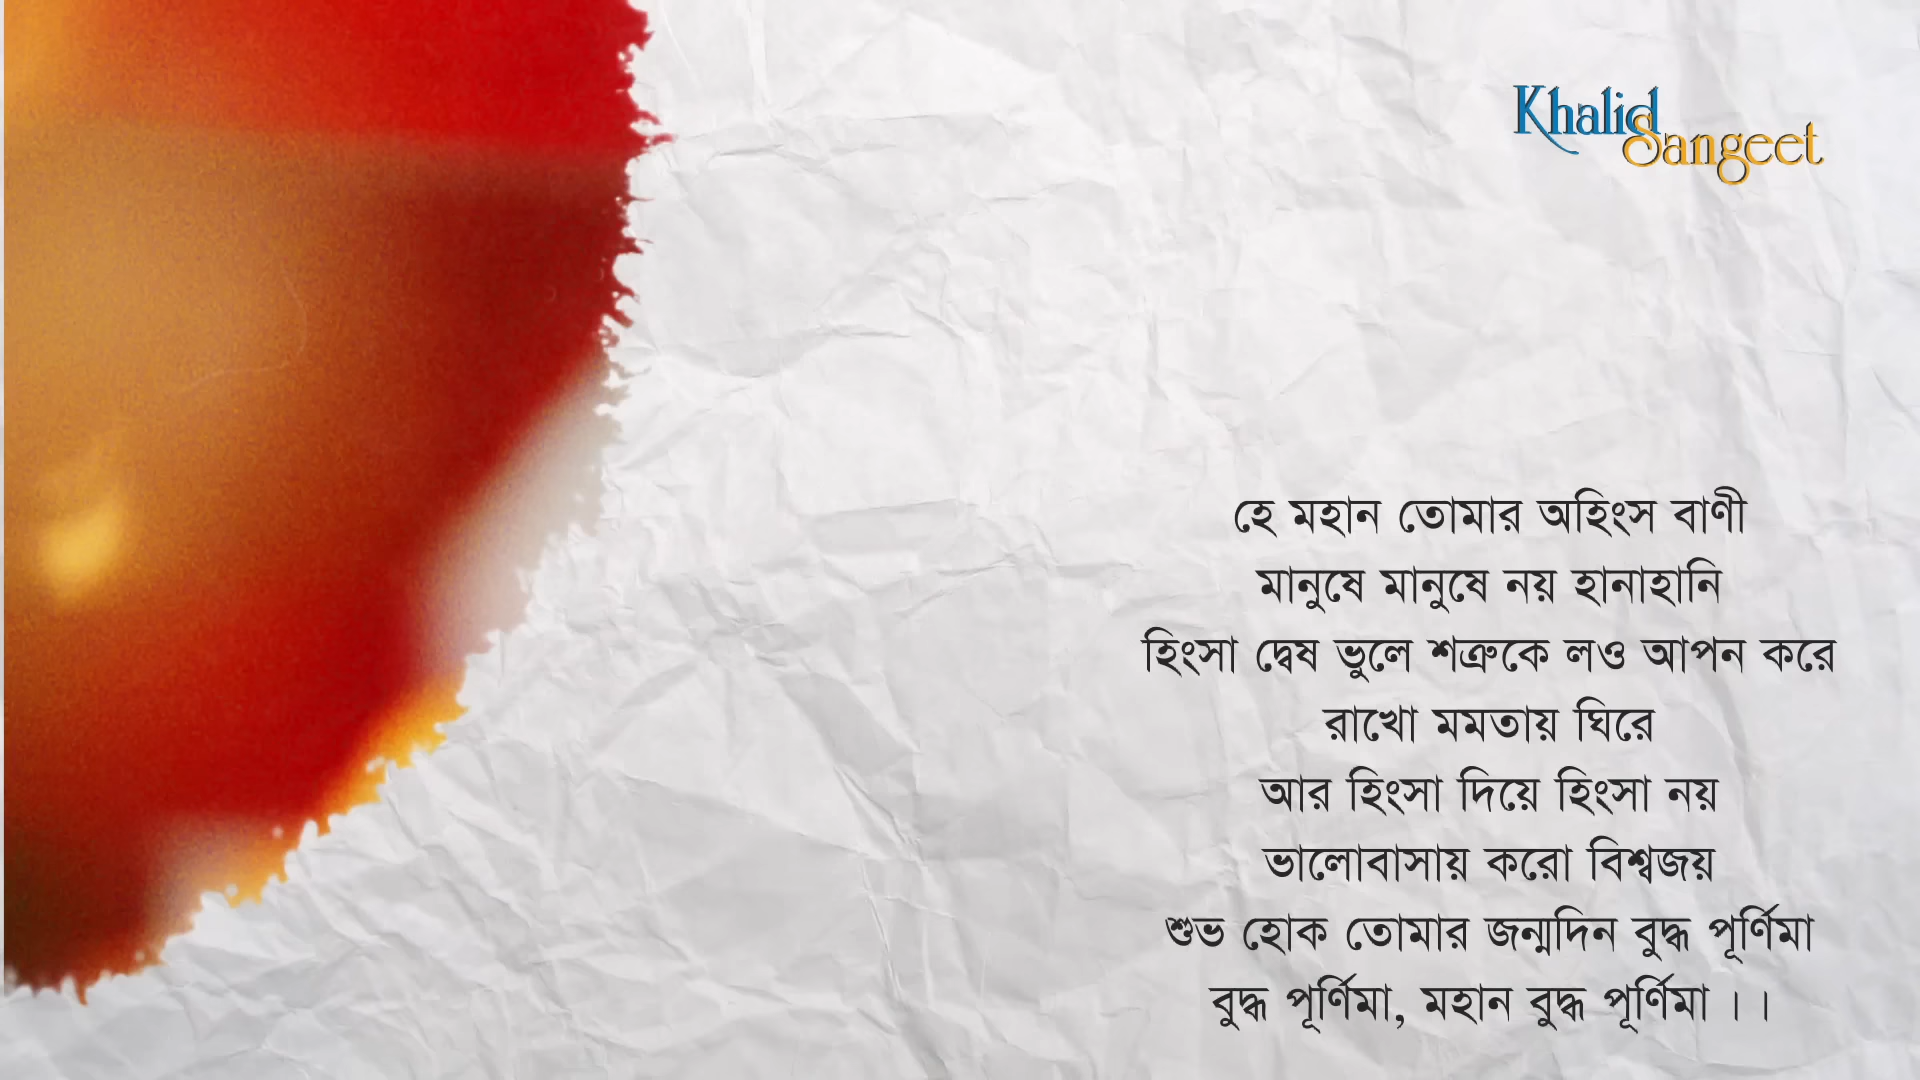 Khalid
Sangeet
হে মহান তোমার অহিংস বাণী
মানুষে মানুষে নয় হানাহানি
হিংসা দ্বেষ ভুলে শত্রুকে লও আপন করে
রাখো মমতায় ঘিরে
আর হিংসা দিয়ে হিংসা নয়
ভালোবাসায় করো বিশ্বজয়
শুভ হোক তোমার জন্মদিন বুদ্ধ পূর্ণিমা
বুদ্ধ পূর্ণিমা, মহান বুদ্ধ পূর্ণিমা ।।